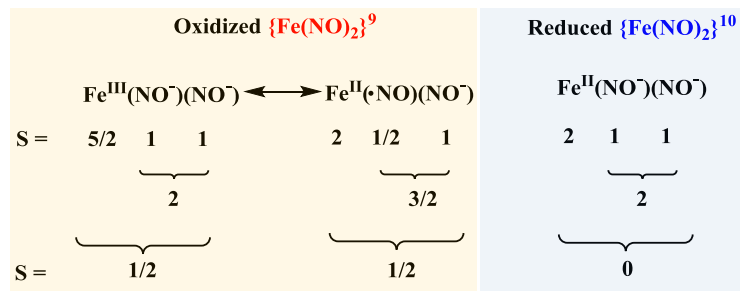 Oxidized {Fe(NO)₂}⁹ Reduced {Fe(NO)₂}¹⁰
Feᴵᴵᴵ(NO⁻)(NO⁻) Feᴵᴵ(•NO)(NO⁻) Feᴵᴵ(NO⁻)(NO⁻)
S = 5/2 1 1 2 1/2 1 2 1 1
2 3/2 2
S = 1/2 1/2 0